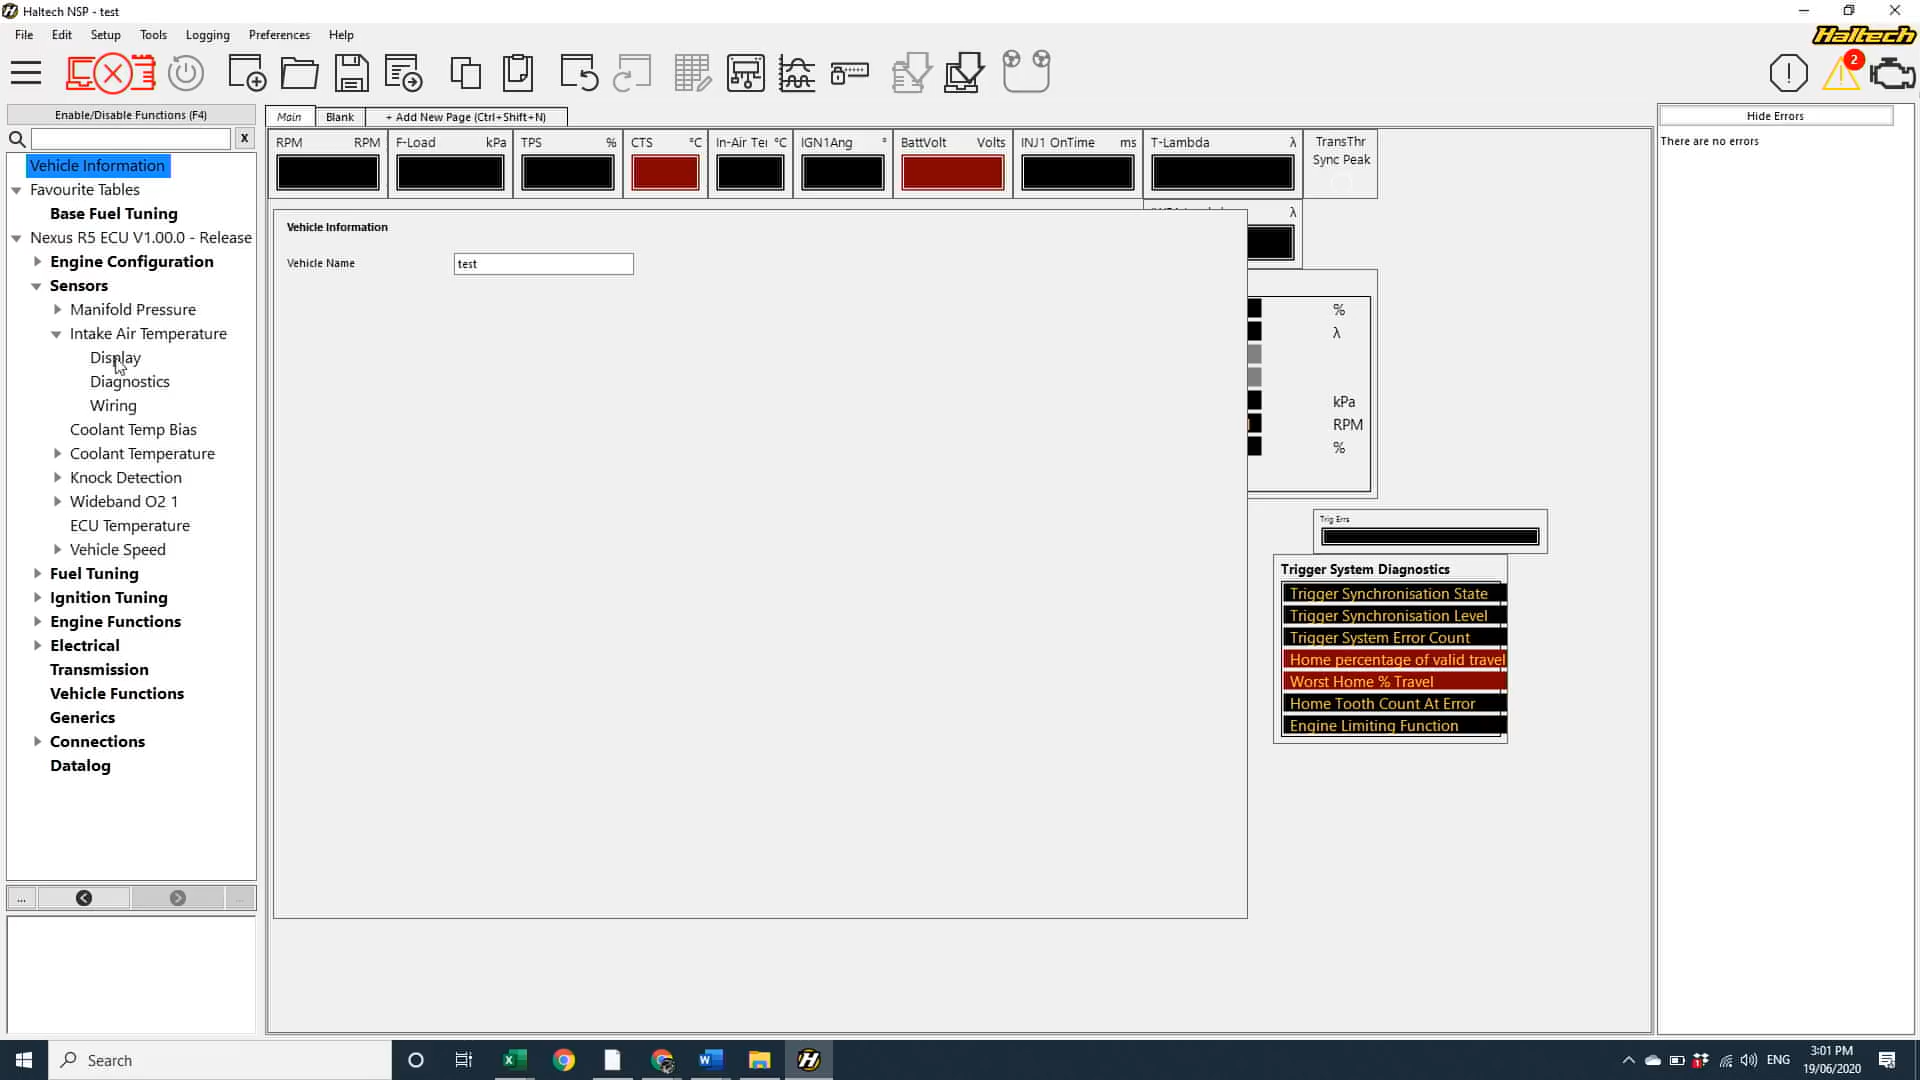 Haltech NSP - test
File Edit Setup Tools Logging Preferences Help
Haltech
2
Enable/Disable Functions (F4)
X
Vehicle Information
Favourite Tables
Base Fuel Tuning
Nexus R5 ECU V1.00.0 - Release
Engine Configuration
Sensors
Manifold Pressure
Intake Air Temperature
Display
Diagnostics
Wiring
Coolant Temp Bias
Coolant Temperature
Knock Detection
Wideband O2 1
ECU Temperature
Vehicle Speed
Fuel Tuning
Ignition Tuning
Engine Functions
Electrical
Transmission
Vehicle Functions
Generics
Connections
Datalog
...
Main Blank + Add New Page (Ctrl+Shift+N)
RPM RPM F-Load kPa TPS % CTS °C In-Air Te °C IGN1Ang ° BattVolt Volts INJ1 OnTime ms T-Lambda λ
TransThr
Sync Peak
λ
Vehicle Information
Vehicle Name test
%
λ
kPa
RPM
%
Trig Errs
Trigger System Diagnostics
Trigger Synchronisation State
Trigger Synchronisation Level
Trigger System Error Count
Home percentage of valid travel
Worst Home % Travel
Home Tooth Count At Error
Engine Limiting Function
Hide Errors
There are no errors
Search
ENG
3:01 PM
19/06/2020